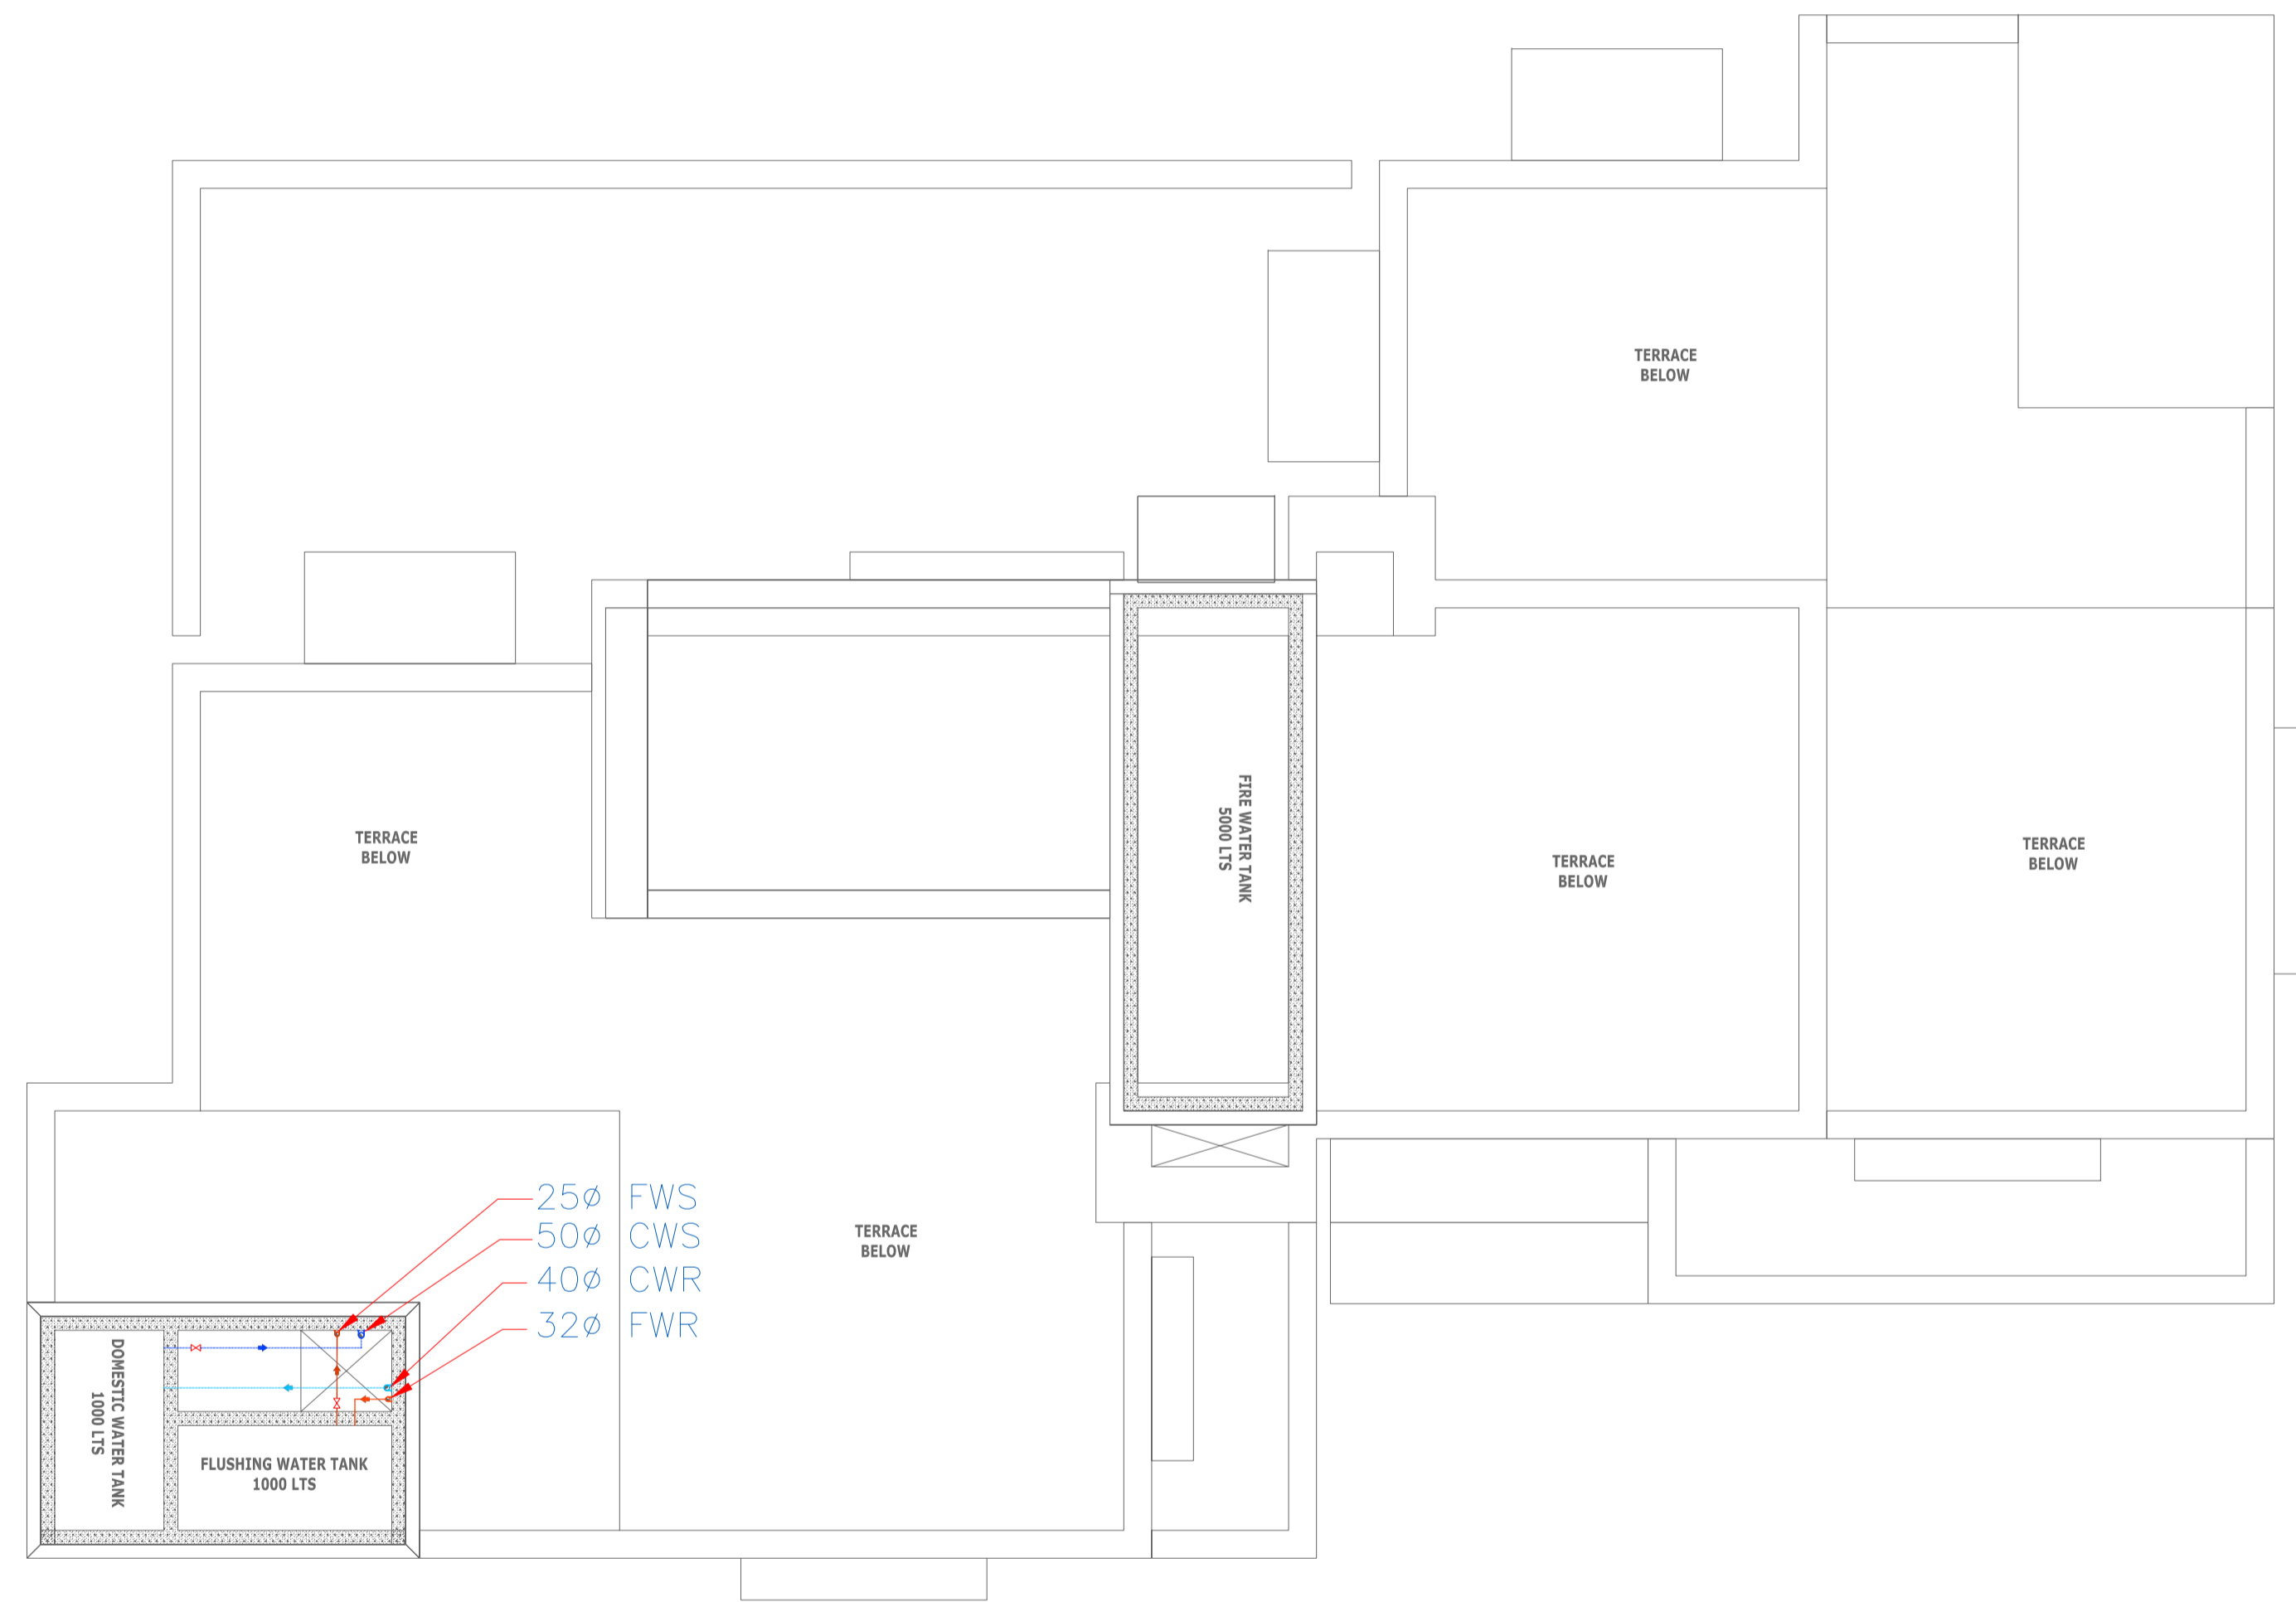 TERRACE
BELOW
FIRE WATER TANK
5000 LTS
TERRACE
BELOW
TERRACE
BELOW
TERRACE
BELOW
25ø FWS
50ø CWS
40ø CWR
32ø FWR
TERRACE
BELOW
DOMESTIC WATER TANK
1000 LTS
FLUSHING WATER TANK
1000 LTS